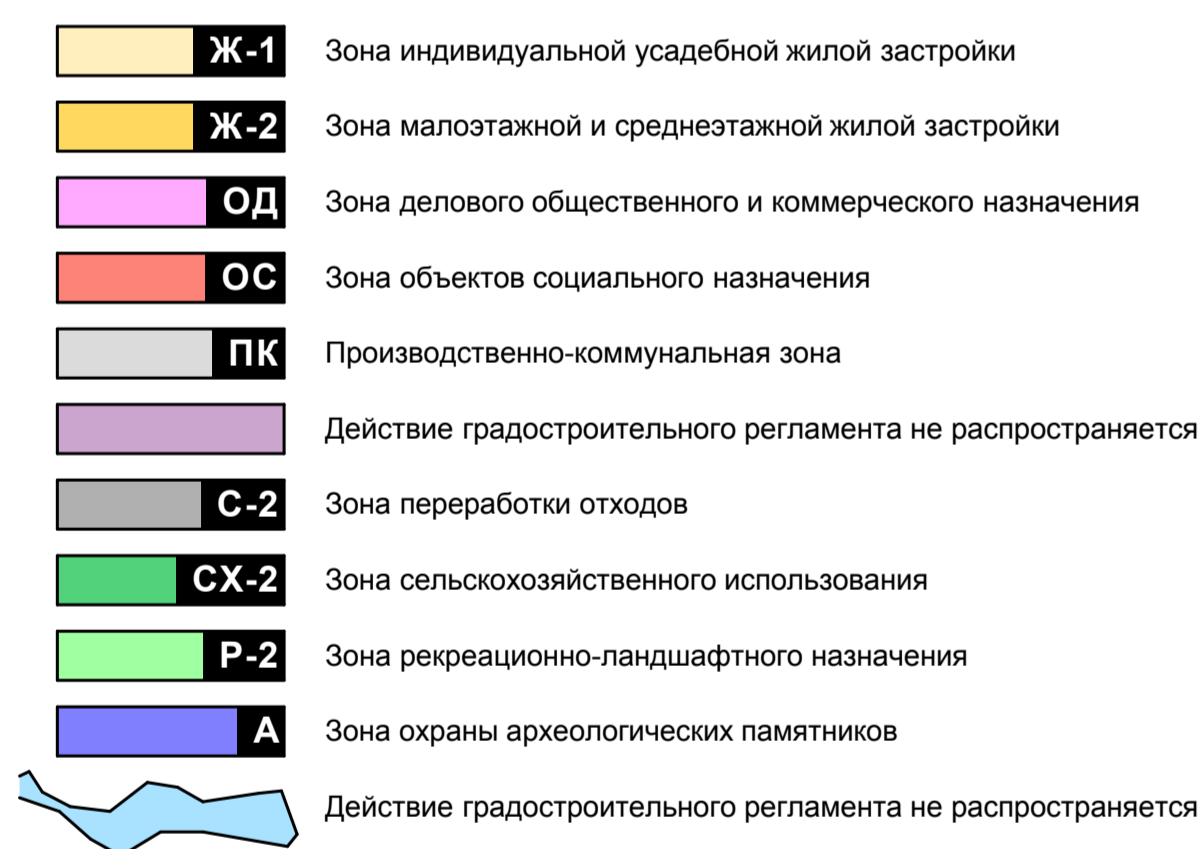 Ж-1 Зона индивидуальной усадебной жилой застройки
Ж-2 Зона малоэтажной и среднеэтажной жилой застройки
ОД Зона делового общественного и коммерческого назначения
ОС Зона объектов социального назначения
ПК Производственно-коммунальная зона
Действие градостроительного регламента не распространяется
С-2 Зона переработки отходов
СХ-2 Зона сельскохозяйственного использования
Р-2 Зона рекреационно-ландшафтного назначения
А Зона охраны археологических памятников
Действие градостроительного регламента не распространяется